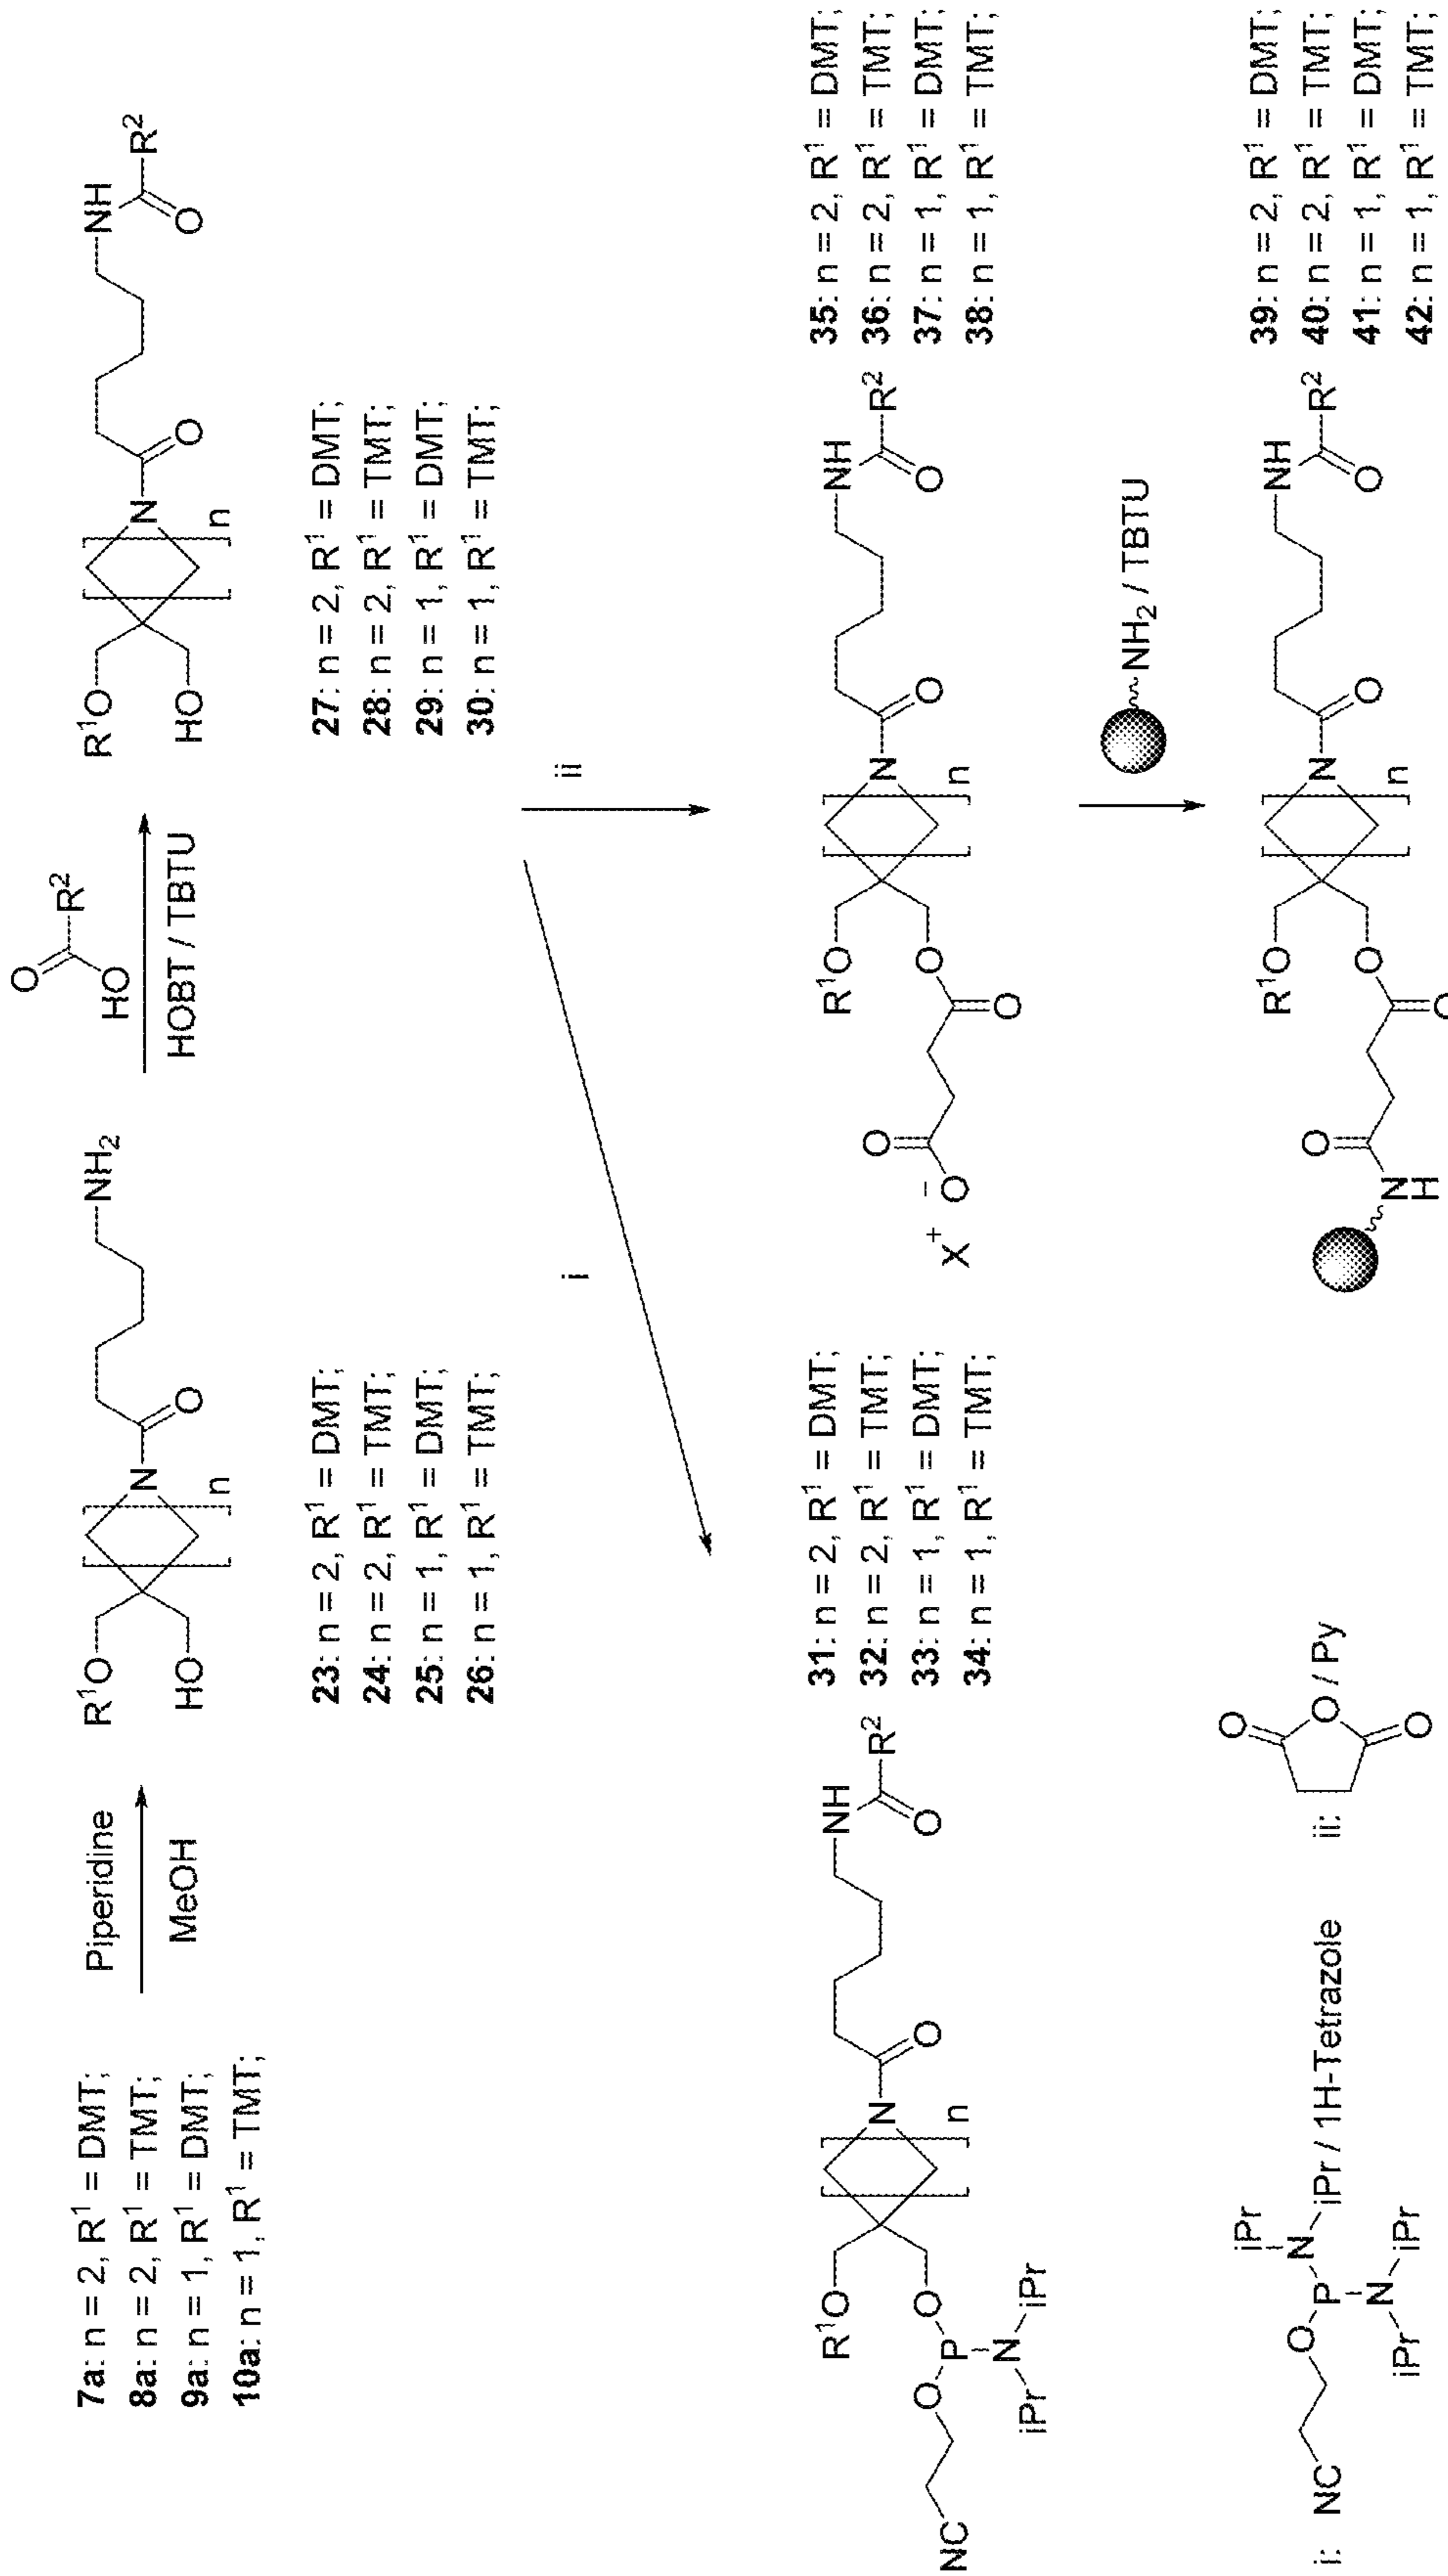 7a: n = 2, R¹ = DMT;
8a: n = 2, R¹ = TMT;
9a: n = 1, R¹ = DMT;
10a: n = 1, R¹ = TMT;
Piperidine
MeOH
R¹O
HO
N
n
O
NH₂
23: n = 2, R¹ = DMT;
24: n = 2, R¹ = TMT;
25: n = 1, R¹ = DMT;
26: n = 1, R¹ = TMT;
O
HO
R²
HOBT / TBTU
R¹O
HO
N
n
O
NH
O
R²
27: n = 2, R¹ = DMT;
28: n = 2, R¹ = TMT;
29: n = 1, R¹ = DMT;
30: n = 1, R¹ = TMT;
i
ii
NC
O
P
N
iPr
iPr
O
R¹O
N
n
O
NH
O
R²
31: n = 2, R¹ = DMT;
32: n = 2, R¹ = TMT;
33: n = 1, R¹ = DMT;
34: n = 1, R¹ = TMT;
X⁺
⁻O
O
O
O
R¹O
N
n
O
NH
O
R²
35: n = 2, R¹ = DMT;
36: n = 2, R¹ = TMT;
37: n = 1, R¹ = DMT;
38: n = 1, R¹ = TMT;
NH₂ / TBTU
N
H
O
O
O
R¹O
N
n
O
NH
O
R²
39: n = 2, R¹ = DMT;
40: n = 2, R¹ = TMT;
41: n = 1, R¹ = DMT;
42: n = 1, R¹ = TMT;
i:
NC
O
P
N
iPr
iPr / 1H-Tetrazole
N
iPr
iPr
ii:
O
O / Py
O